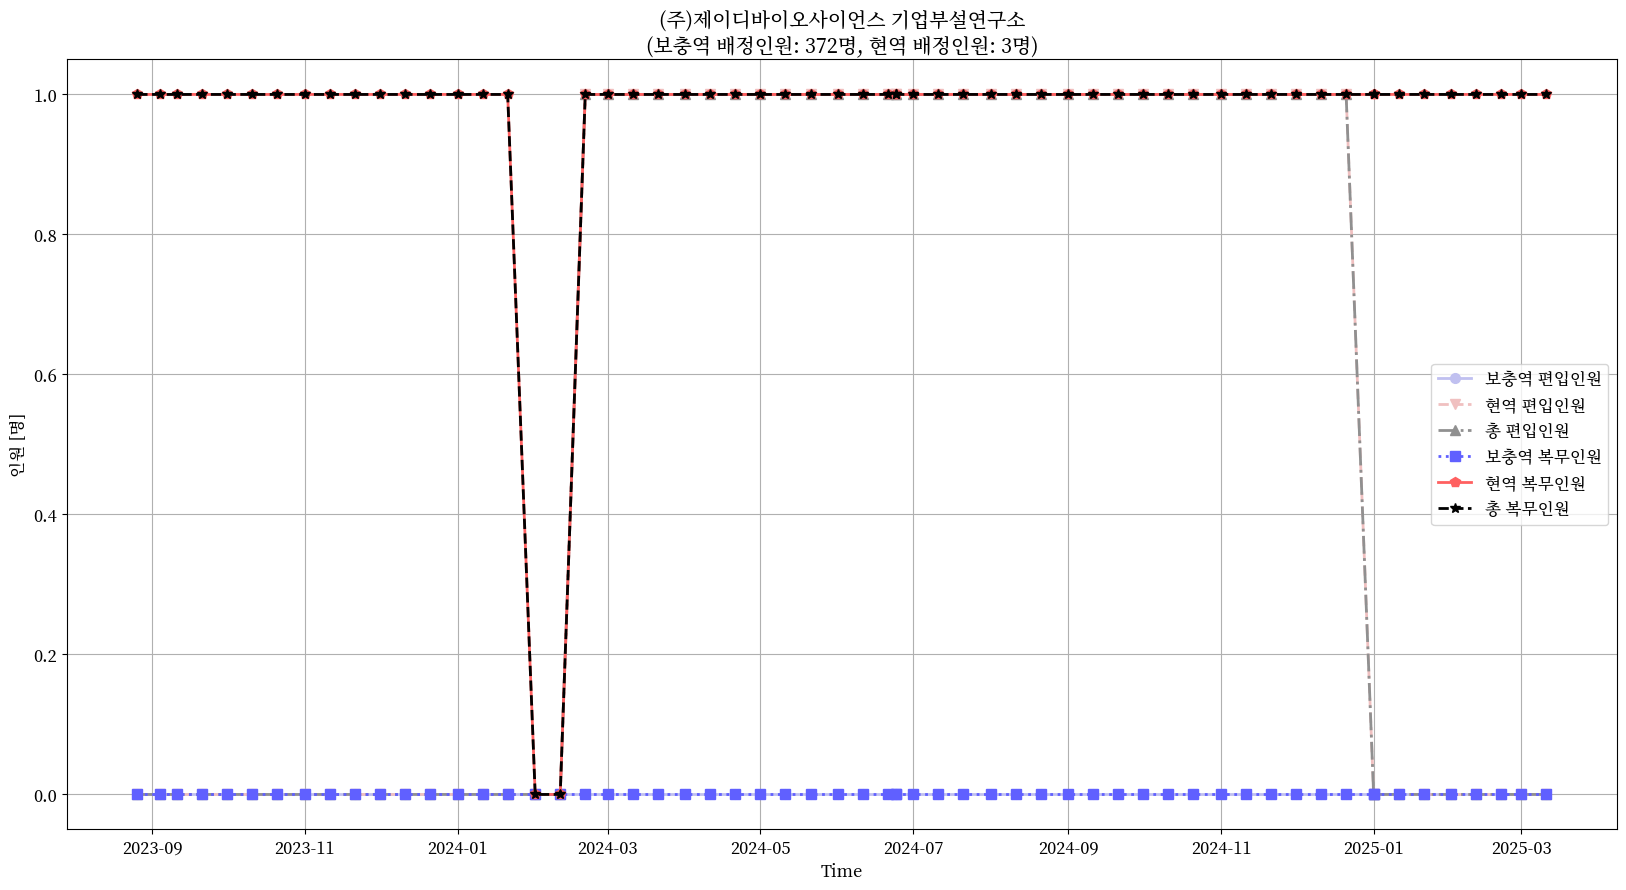 (주)제이디바이오사이언스 기업부설연구소
(보충역 배정인원: 372명, 현역 배정인원: 3명)
1.0
0.8
0.6
0.4
0.2
0.0
인원 [명]
보충역 편입인원
현역 편입인원
총 편입인원
보충역 복무인원
현역 복무인원
총 복무인원
2023-09
2023-11
2024-01
2024-03
2024-05
2024-07
2024-09
2024-11
2025-01
2025-03
Time